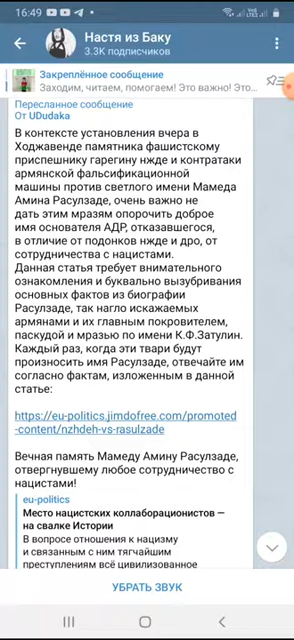 16:49
Настя из Баку
3.3K подписчиков
Закреплённое сообщение
Заходим, читаем, помогаем! Это важно! Это...
Пересланное сообщение
От UDudaka
В контексте установления вчера в
Ходжавенде памятника фашистскому
приспешнику гарегину нжде и контратаки
армянской фальсификационной
машины против светлого имени Мамеда
Амина Расулзаде, очень важно не
дать этим мразям опорочить доброе
имя основателя АДР, отказавшегося,
в отличие от подонков нжде и дро, от
сотрудничества с нацистами.
Данная статья требует внимательного
ознакомления и буквально вызубривания
основных фактов из биографии
Расулзаде, так нагло искажаемых
армянами и их главным покровителем,
паскудой и мразью по имени К.Ф.Затулин.
Каждый раз, когда эти твари будут
произносить имя Расулзаде, отвечайте им
согласно фактам, изложенным в данной
статье:
https://eu-politics.jimdofree.com/promoted
-content/nzhdeh-vs-rasulzade
Вечная память Мамеду Амину Расулзаде,
отвергнувшему любое сотрудничество с
нацистами!
eu-politics
Место нацистских коллаборационистов —
на свалке Истории
В вопросе отношения к нацизму
и связанным с ним тягчайшим
преступлениям всё цивилизованное
УБРАТЬ ЗВУК